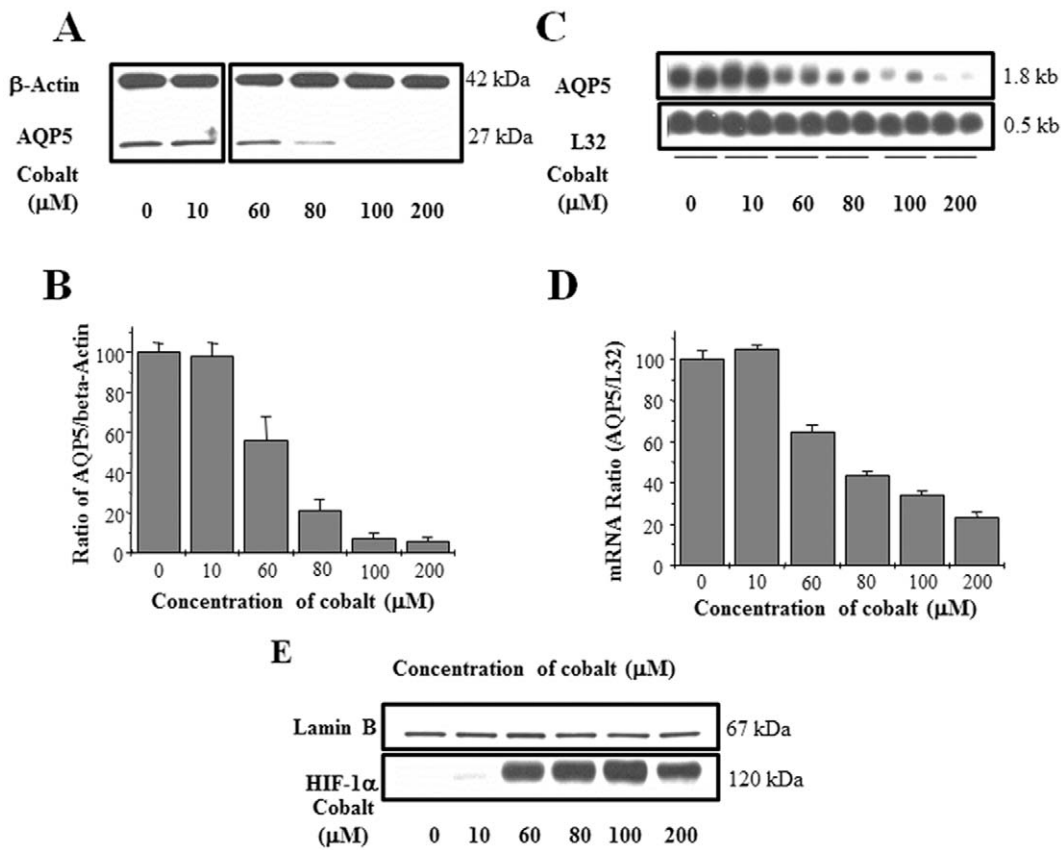 A
β-Actin 42 kDa
AQP5 27 kDa
Cobalt
(μM) 0 10 60 80 100 200
C
AQP5 1.8 kb
L32 0.5 kb
Cobalt
(μM) 0 10 60 80 100 200
B
Ratio of AQP5/beta-Actin
100
80
60
40
20
0
0 10 60 80 100 200
Concentration of cobalt (μM)
D
mRNA Ratio (AQP5/L32)
100
80
60
40
20
0
0 10 60 80 100 200
Concentration of cobalt (μM)
E
Concentration of cobalt (μM)
Lamin B 67 kDa
HIF-1α 120 kDa
Cobalt
(μM) 0 10 60 80 100 200